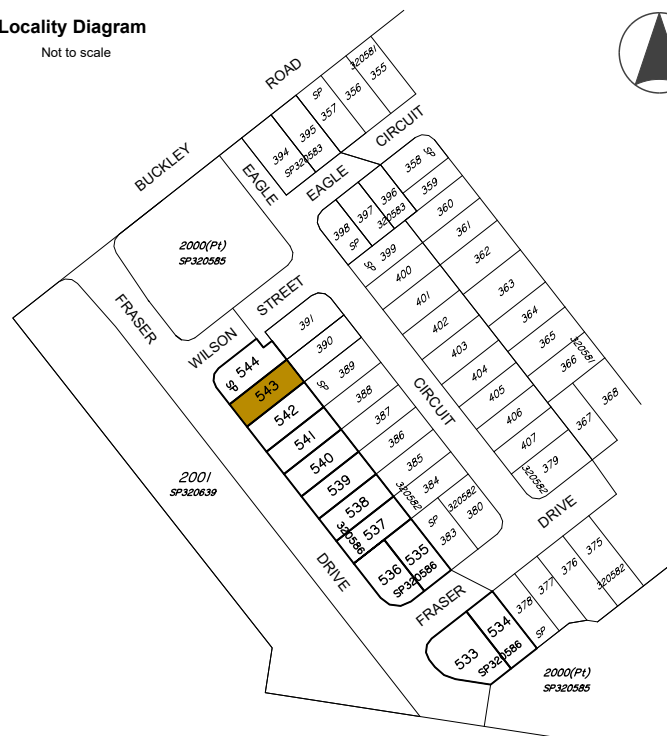 Locality Diagram
Not to scale
BUCKLEY
ROAD
394
395
SP
357
356
320581
355
SP320583
EAGLE
EAGLE
CIRCUIT
358
SP
359
360
361
362
363
364
365
366
320581
367
368
398
397
396
SP
320583
SP
399
400
401
402
403
404
405
406
407
320582
379
2000(Pt)
SP320585
FRASER
WILSON
STREET
391
390
389
SP
388
387
386
385
384
320582
SP
383
320582
380
CIRCUIT
SP
544
543
542
541
540
539
538
320586
537
536
535
SP320586
2001
SP320639
DRIVE
DRIVE
FRASER
533
534
SP320586
378
SP
377
376
375
320582
2000(Pt)
SP320585